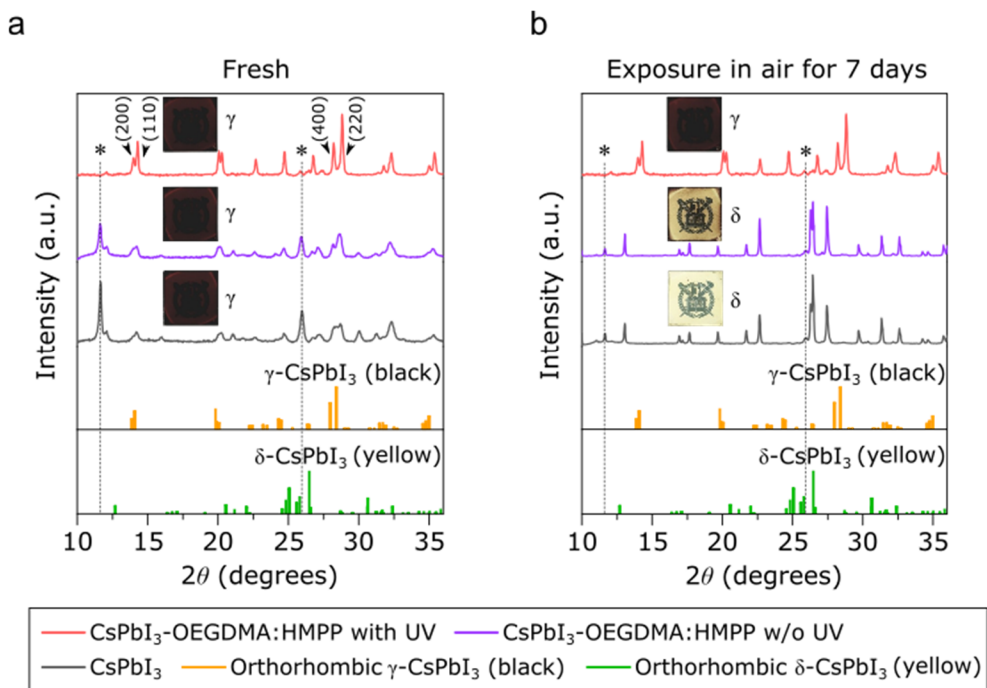 a
Fresh
(200)
(110)
(400)
(220)
*
*
γ
γ
γ
γ-CsPbI₃ (black)
δ-CsPbI₃ (yellow)
Intensity (a.u.)
10 15 20 25 30 35
2θ (degrees)
b
Exposure in air for 7 days
*
*
γ
δ
δ
γ-CsPbI₃ (black)
δ-CsPbI₃ (yellow)
Intensity (a.u.)
10 15 20 25 30 35
2θ (degrees)
CsPbI₃-OEGDMA:HMPP with UV
CsPbI₃-OEGDMA:HMPP w/o UV
CsPbI₃
Orthorhombic γ-CsPbI₃ (black)
Orthorhombic δ-CsPbI₃ (yellow)